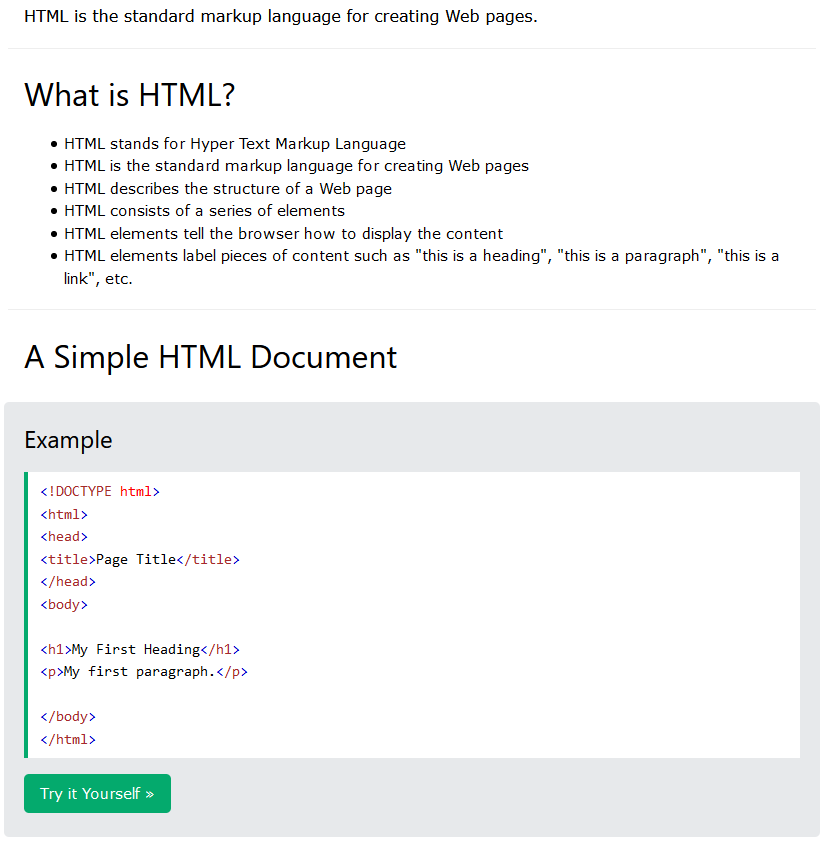 HTML is the standard markup language for creating Web pages.
What is HTML?
HTML stands for Hyper Text Markup Language
HTML is the standard markup language for creating Web pages
HTML describes the structure of a Web page
HTML consists of a series of elements
HTML elements tell the browser how to display the content
HTML elements label pieces of content such as "this is a heading", "this is a paragraph", "this is a
link", etc.
A Simple HTML Document
Example
<!DOCTYPE html>
<html>
<head>
<title>Page Title</title>
</head>
<body>
<h1>My First Heading</h1>
<p>My first paragraph.</p>
</body>
</html>
Try it Yourself »